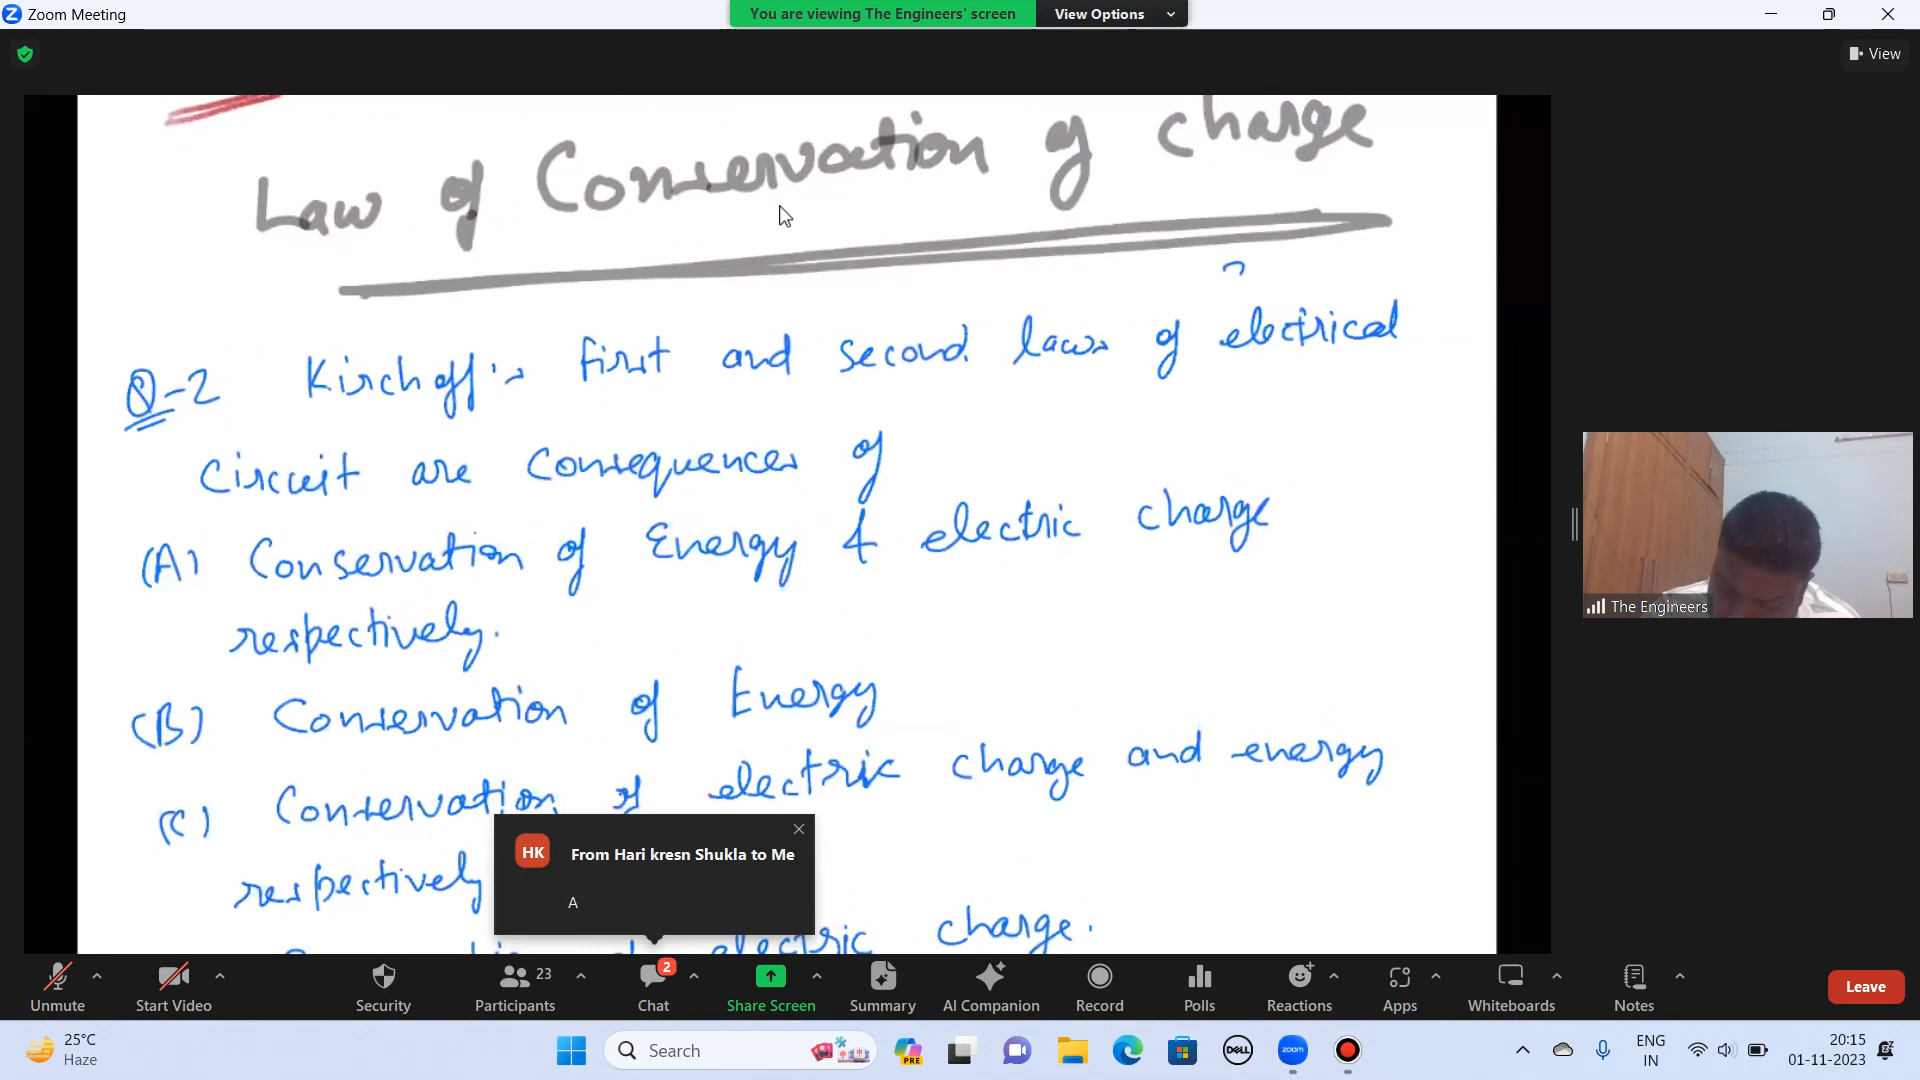 Zoom Meeting
You are viewing The Engineers' screen
View Options
View
Law of Conservation of charge
Q-2 Kirchoff's first and second laws of electrical
Circuit are Consequences of
(A) Conservation of Energy & electric charge
respectively.
(B) Conservation of Energy
(C) Conservation of electric charge and energy
respectively
electric charge.
HK
From Hari kresn Shukla to Me
A
The Engineers
Unmute
Start Video
Security
Participants
23
Chat
2
Share Screen
Summary
AI Companion
Record
Polls
Reactions
Apps
Whiteboards
Notes
Leave
25°C
Haze
Search
PRE
DELL
zoom
ENG
IN
20:15
01-11-2023